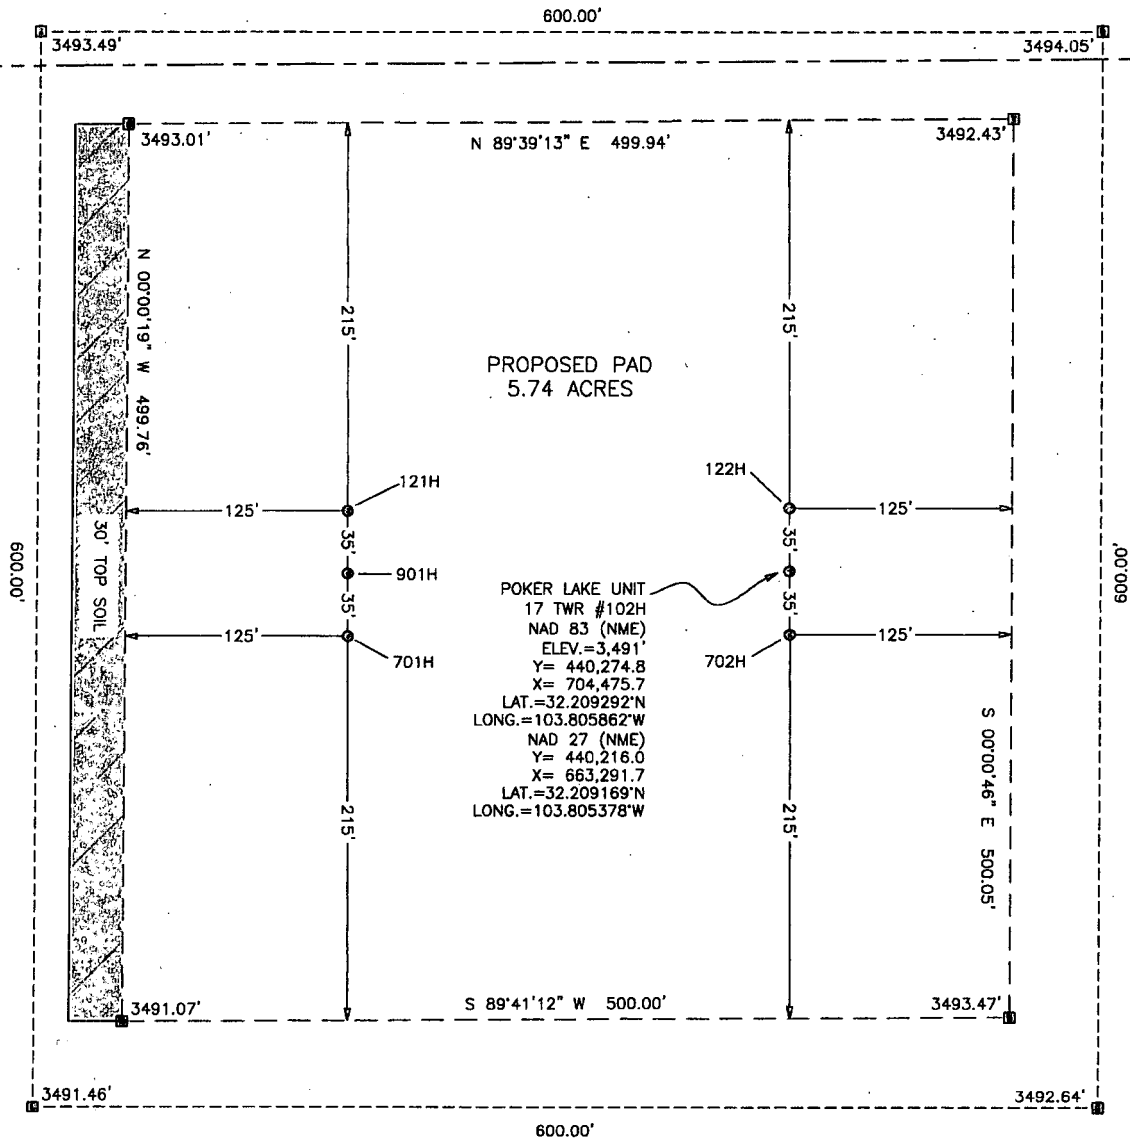 600.00'
3493.49'
3494.05'
3493.01'
N 89°39'13" E 499.94'
3492.43'
N 00°00'19" W 499.76'
215'
215'
PROPOSED PAD
5.74 ACRES
121H
122H
125'
125'
35'
35'
30' TOP SOIL
600.00'
600.00'
901H
POKER LAKE UNIT
17 TWR #102H
NAD 83 (NME)
ELEV.=3,491'
Y= 440,274.8
X= 704,475.7
LAT.=32.209292°N
LONG.=103.805862°W
NAD 27 (NME)
Y= 440,216.0
X= 663,291.7
LAT.=32.209169°N
LONG.=103.805378°W
35'
35'
125'
125'
701H
702H
S 00°00'46" E 500.05'
215'
215'
3491.07'
S 89°41'12" W 500.00'
3493.47'
3491.46'
3492.64'
600.00'